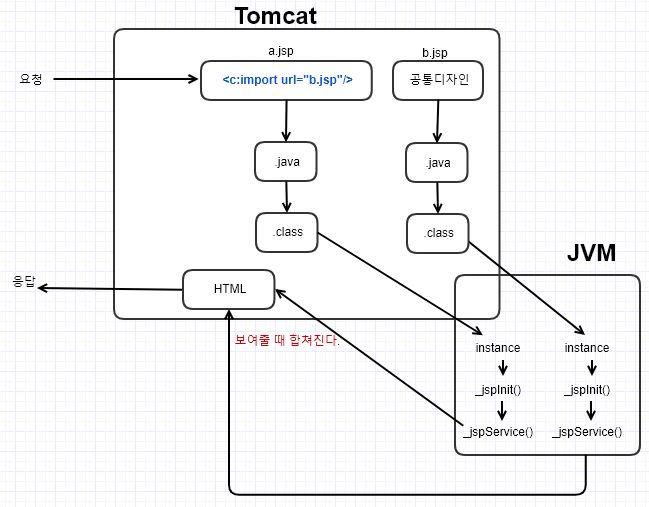 Tomcat
a.jsp
b.jsp
요청
<c:import url="b.jsp"/>
공통디자인
.java
.java
.class
.class
JVM
응답
HTML
보여줄 때 합쳐진다.
instance
instance
_jspInit()
_jspInit()
_jspService()
_jspService()